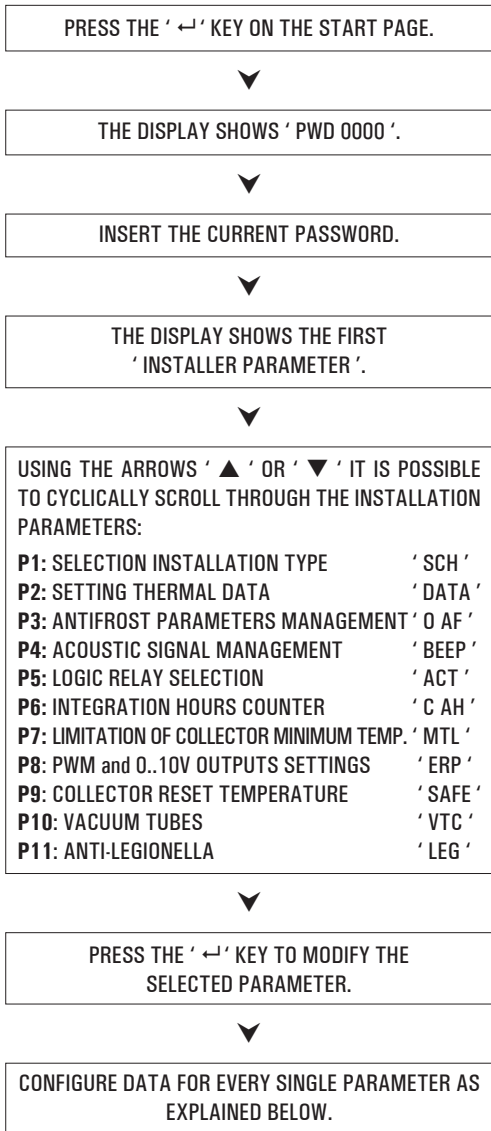 PRESS THE ‘ ↵ ‘ KEY ON THE START PAGE.
THE DISPLAY SHOWS ‘ PWD 0000 ‘.
INSERT THE CURRENT PASSWORD.
THE DISPLAY SHOWS THE FIRST
‘ INSTALLER PARAMETER ’.
USING THE ARROWS ‘ ▲ ‘ OR ‘ ▼ ‘ IT IS POSSIBLE
TO CYCLICALLY SCROLL THROUGH THE INSTALLATION
PARAMETERS:
P1: SELECTION INSTALLATION TYPE ‘ SCH ’
P2: SETTING THERMAL DATA ‘ DATA ’
P3: ANTIFROST PARAMETERS MANAGEMENT ‘ O AF ’
P4: ACOUSTIC SIGNAL MANAGEMENT ‘ BEEP ’
P5: LOGIC RELAY SELECTION ‘ ACT ’
P6: INTEGRATION HOURS COUNTER ‘ C AH ’
P7: LIMITATION OF COLLECTOR MINIMUM TEMP. ‘ MTL ‘
P8: PWM and 0..10V OUTPUTS SETTINGS ‘ ERP ‘
P9: COLLECTOR RESET TEMPERATURE ‘ SAFE ‘
P10: VACUUM TUBES ‘ VTC ‘
P11: ANTI-LEGIONELLA ‘ LEG ‘
PRESS THE ‘ ↵ ‘ KEY TO MODIFY THE
SELECTED PARAMETER.
CONFIGURE DATA FOR EVERY SINGLE PARAMETER AS
EXPLAINED BELOW.